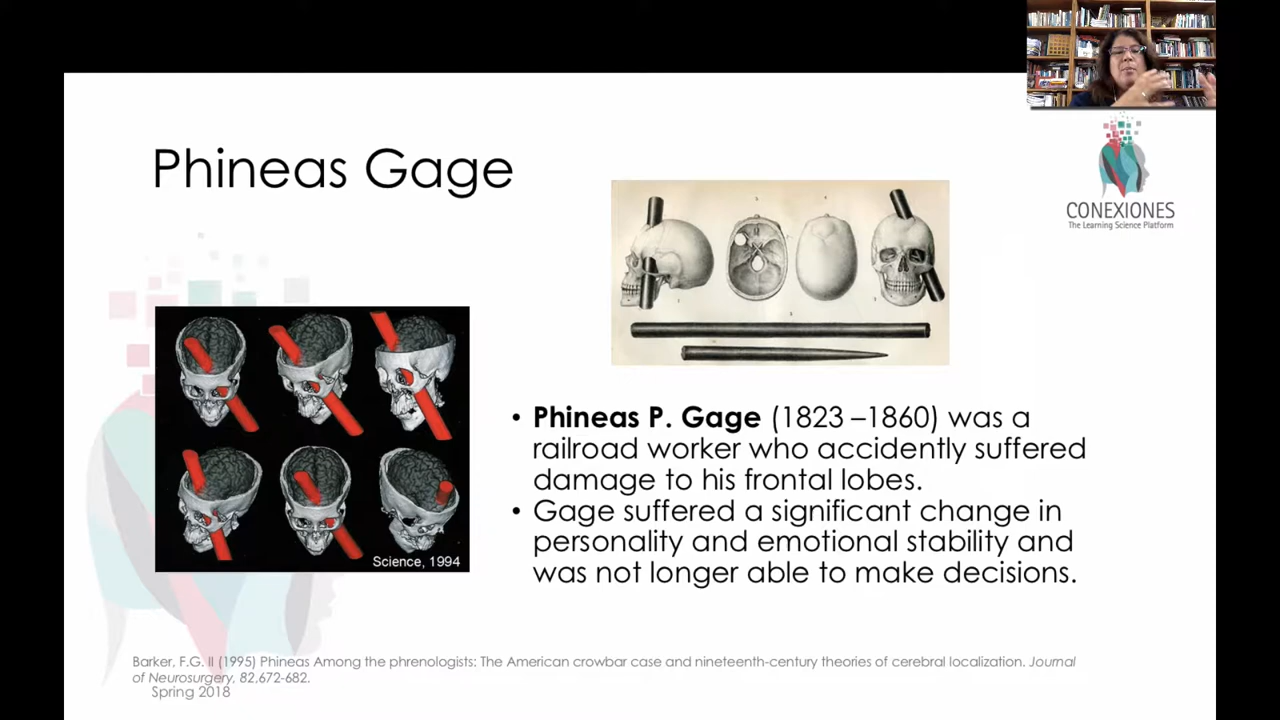 Phineas Gage
CONEXIONES
The Learning Science Platform
Science, 1994
• Phineas P. Gage (1823 –1860) was a
railroad worker who accidently suffered
damage to his frontal lobes.
• Gage suffered a significant change in
personality and emotional stability and
was not longer able to make decisions.
Barker, F.G. II (1995) Phineas Among the phrenologists: The American crowbar case and nineteenth-century theories of cerebral localization. Journal
of Neurosurgery, 82,672-682.
Spring 2018